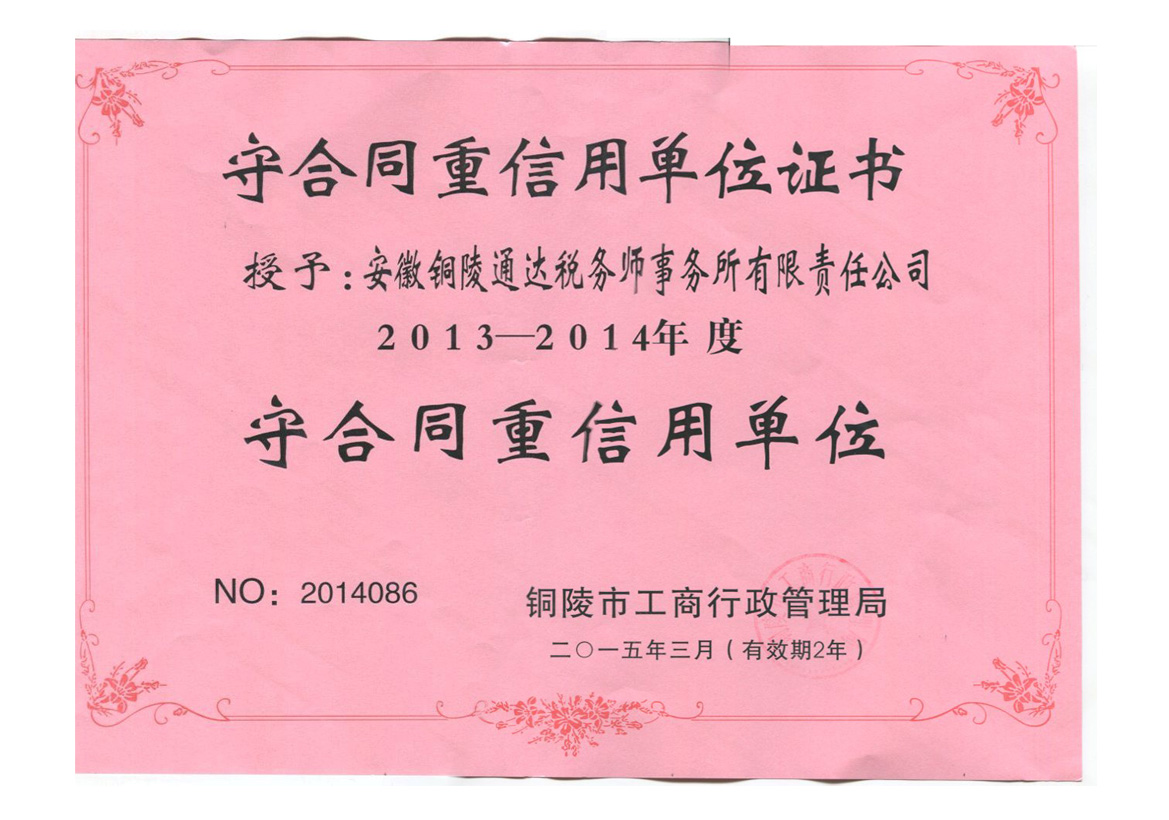 守合同重信用单位证书
授予：安徽铜陵通达税务师事务所有限责任公司
2013—2014年度
守合同重信用单位
NO：2014086
铜陵市工商行政管理局
二〇一五年三月（有效期2年）